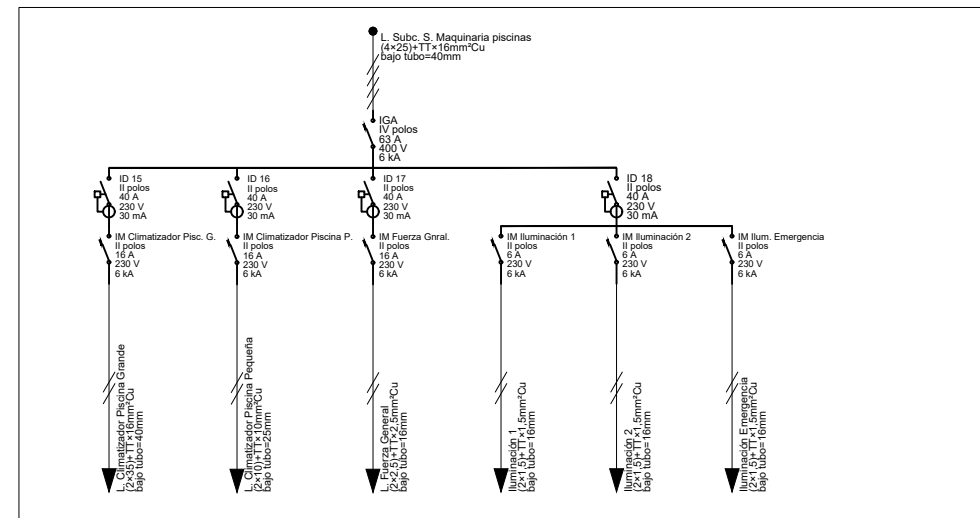 L. Subc. S. Maquinaria piscinas
(4×25)+TT×16mm²Cu
bajo tubo=40mm
IGA
IV polos
63 A
400 V
6 kA
ID 15
II polos
40 A
230 V
30 mA
ID 16
II polos
40 A
230 V
30 mA
ID 17
II polos
40 A
230 V
30 mA
ID 18
II polos
40 A
230 V
30 mA
IM Climatizador Pisc. G.
II polos
16 A
230 V
6 kA
IM Climatizador Piscina P.
II polos
16 A
230 V
6 kA
IM Fuerza Gnral.
II polos
16 A
230 V
6 kA
IM Iluminación 1
II polos
6 A
230 V
6 kA
IM Iluminación 2
II polos
6 A
230 V
6 kA
IM Ilum. Emergencia
II polos
6 A
230 V
6 kA
L. Climatizador Piscina Grande
(2×35)+TT×16mm²Cu
bajo tubo=40mm
L. Climatizador Piscina Pequeña
(2×10)+TT×10mm²Cu
bajo tubo=25mm
L. Fuerza General
(2×2,5)+TT×2,5mm²Cu
bajo tubo=16mm
Iluminación 1
(2×1,5)+TT×1,5mm²Cu
bajo tubo=16mm
Iluminación 2
(2×1,5)+TT×1,5mm²Cu
bajo tubo=16mm
Iluminación Emergencia
(2×1,5)+TT×1,5mm²Cu
bajo tubo=16mm